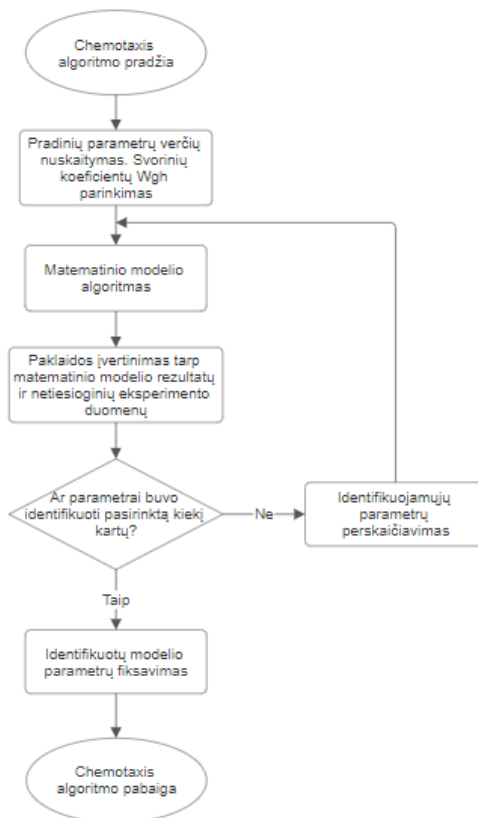 Chemotaxis
algoritmo pradžia
Pradinių parametrų verčių
nuskaitymas. Svorinių
koeficientų Wgh
parinkimas
Matematinio modelio
algoritmas
Paklaidos įvertinimas tarp
matematinio modelio rezultatų
ir netiesioginių eksperimento
duomenų
Ar parametrai buvo
identifikuoti pasirinktą kiekį
kartų?
Ne
Identifikuojamųjų
parametrų
perskaičiavimas
Taip
Identifikuotų modelio
parametrų fiksavimas
Chemotaxis
algoritmo pabaiga